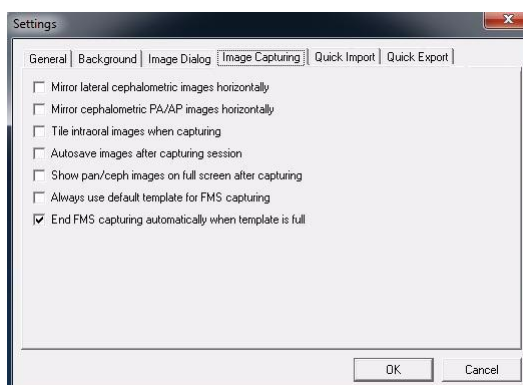 Settings
General Background Image Dialog Image Capturing Quick Import Quick Export
Mirror lateral cephalometric images horizontally
Mirror cephalometric PA/AP images horizontally
Tile intraoral images when capturing
Autosave images after capturing session
Show pan/ceph images on full screen after capturing
Always use default template for FMS capturing
End FMS capturing automatically when template is full
OK Cancel